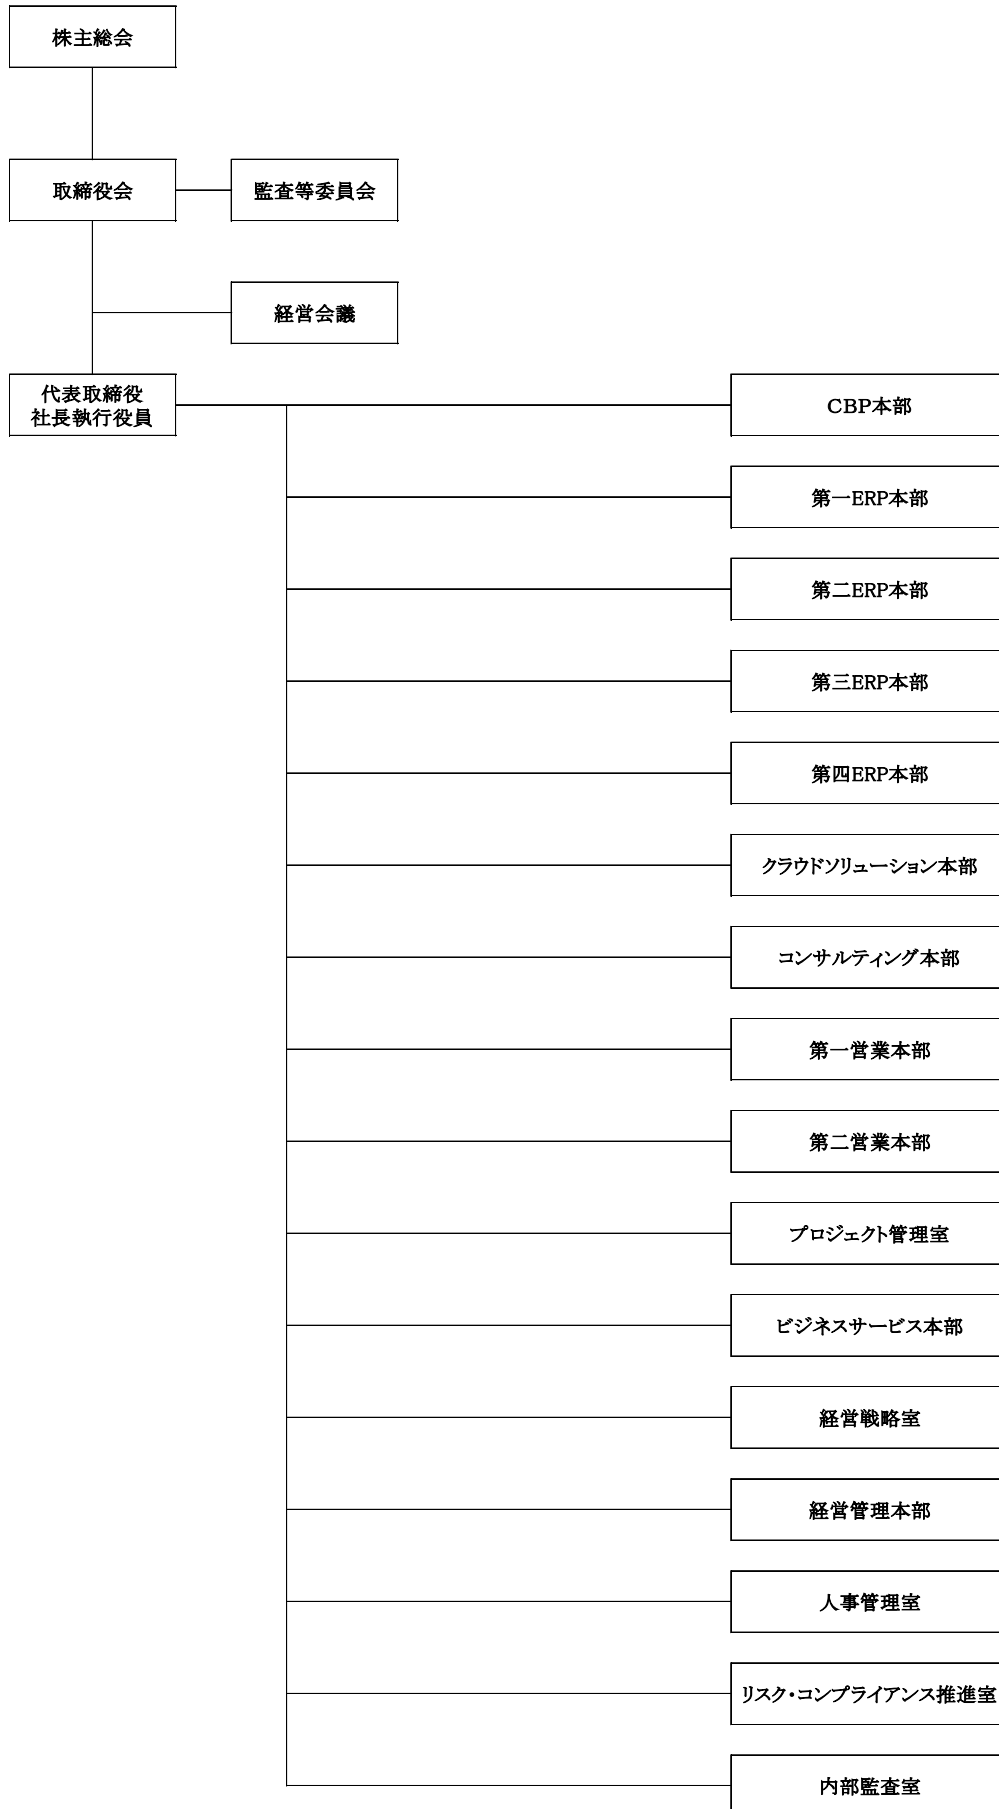 株主総会
取締役会
監査等委員会
経営会議
代表取締役
社長執行役員
CBP本部
第一ERP本部
第二ERP本部
第三ERP本部
第四ERP本部
クラウドソリューション本部
コンサルティング本部
第一営業本部
第二営業本部
プロジェクト管理室
ビジネスサービス本部
経営戦略室
経営管理本部
人事管理室
リスク・コンプライアンス推進室
内部監査室